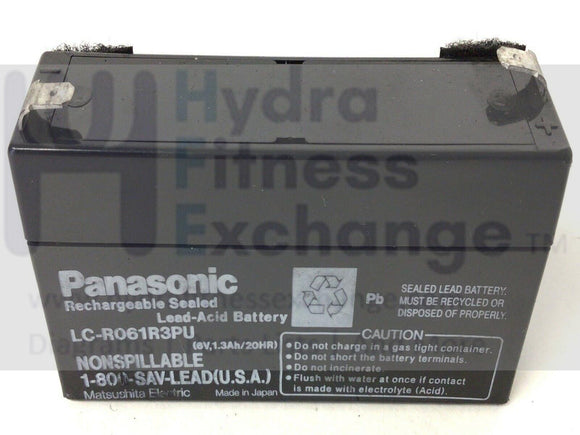 Hydra
Fitness
Exchange™
+
Panasonic
Rechargeable Sealed
Lead-Acid Battery
LC-R061R3PU
(6V,1.3Ah/20HR)
NONSPILLABLE
1-800-SAV-LEAD(U.S.A.)
Matsushita Electric
Made in Japan
Pb
SEALED LEAD BATTERY.
MUST BE RECYCLED OR
DISPOSED OF PROPERLY.
CAUTION
• Do not charge in a gas tight container.
• Do not short the battery terminals.
• Do not incinerate.
• Flush with water at once if contact
is made with electrolyte (Acid).